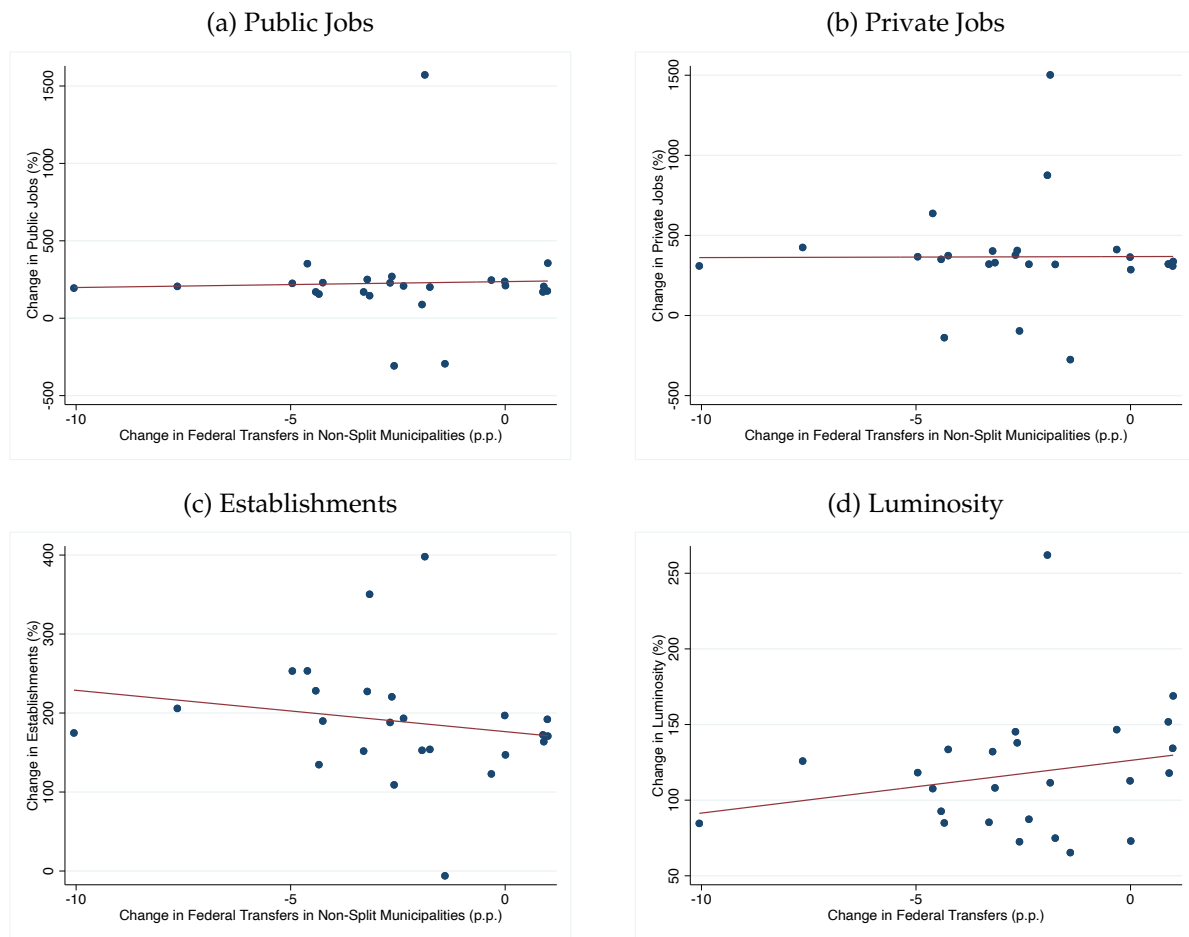 (a) Public Jobs
Change in Public Jobs (%)
1500
1000
500
0
-500
-10
-5
0
Change in Federal Transfers in Non-Split Municipalities (p.p.)
(b) Private Jobs
Change in Private Jobs (%)
1500
1000
500
0
-500
-10
-5
0
Change in Federal Transfers in Non-Split Municipalities (p.p.)
(c) Establishments
Change in Establishments (%)
400
300
200
100
0
-10
-5
0
Change in Federal Transfers in Non-Split Municipalities (p.p.)
(d) Luminosity
Change in Luminosity (%)
250
200
150
100
50
-10
-5
0
Change in Federal Transfers (p.p.)